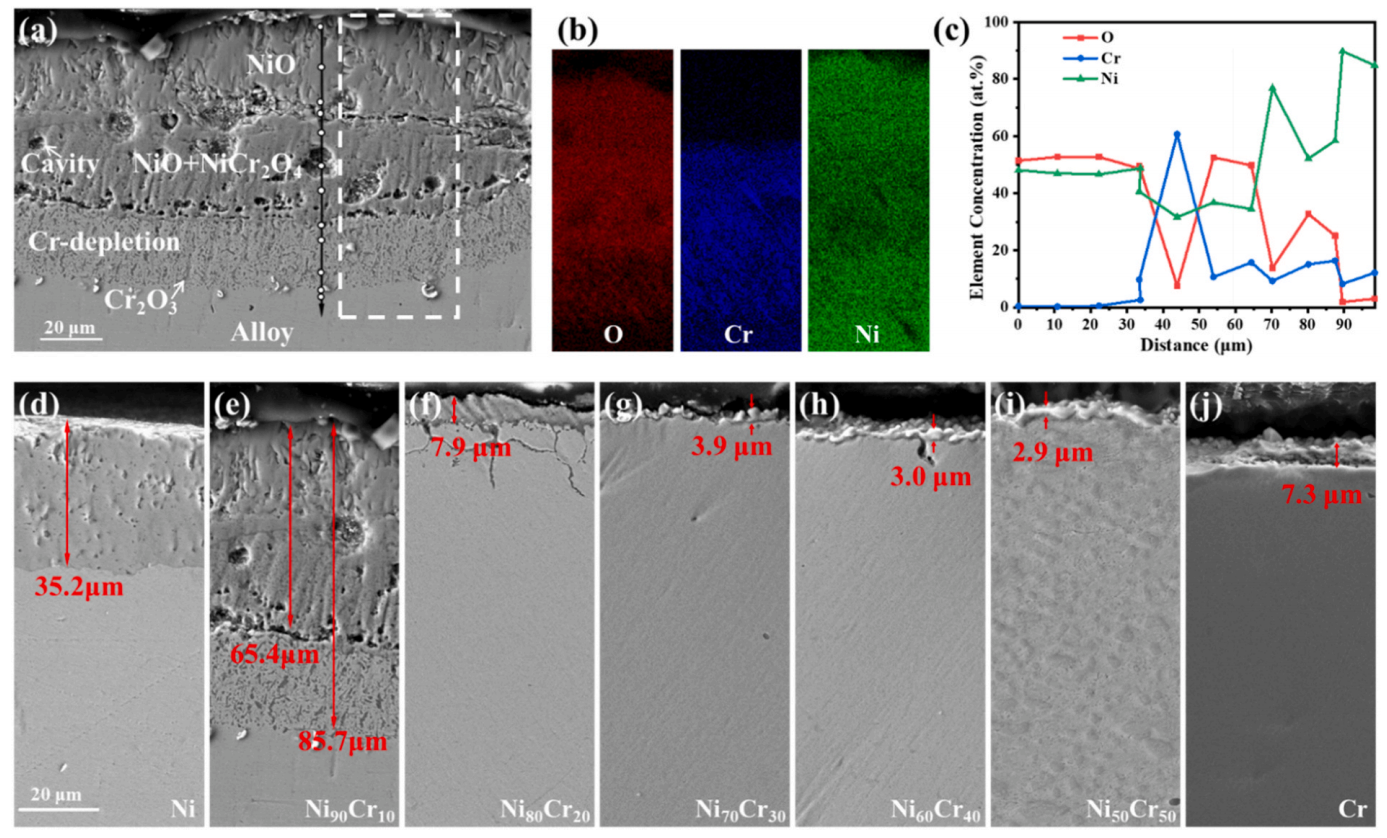 (a)
NiO
Cavity
NiO+NiCr₂O₄
Cr-depletion
Cr₂O₃
20 μm
Alloy
(b)
O
Cr
Ni
(c)
O
Cr
Ni
Element Concentration (at.%)
100
80
60
40
20
0
0 10 20 30 40 50 60 70 80 90
Distance (μm)
(d)
35.2μm
20 μm
Ni
(e)
65.4μm
85.7μm
Ni₉₀Cr₁₀
(f)
7.9 μm
Ni₈₀Cr₂₀
(g)
3.9 μm
Ni₇₀Cr₃₀
(h)
3.0 μm
Ni₆₀Cr₄₀
(i)
2.9 μm
Ni₅₀Cr₅₀
(j)
7.3 μm
Cr